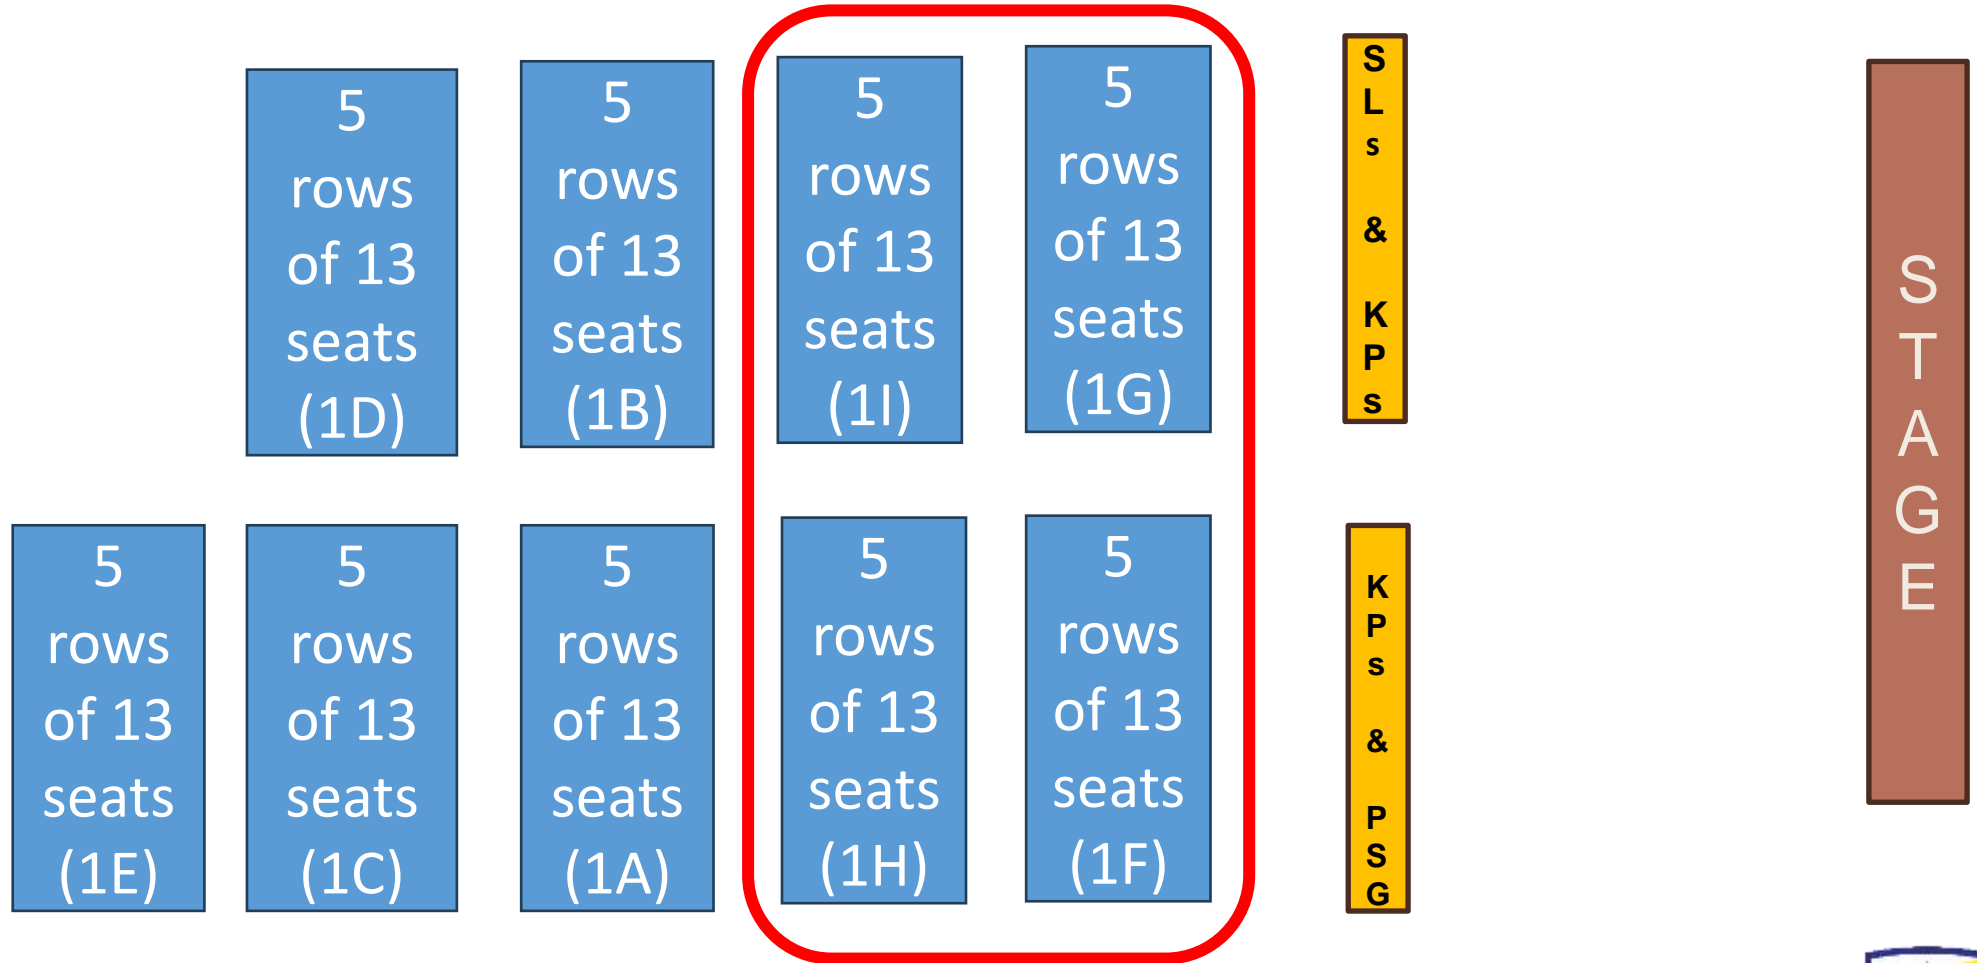 5
rows
of 13
seats
(1D)
5
rows
of 13
seats
(1B)
5
rows
of 13
seats
(1I)
5
rows
of 13
seats
(1G)
S
L
s
&
K
P
s
S
T
A
G
E
5
rows
of 13
seats
(1E)
5
rows
of 13
seats
(1C)
5
rows
of 13
seats
(1A)
5
rows
of 13
seats
(1H)
5
rows
of 13
seats
(1F)
K
P
s
&
P
S
G